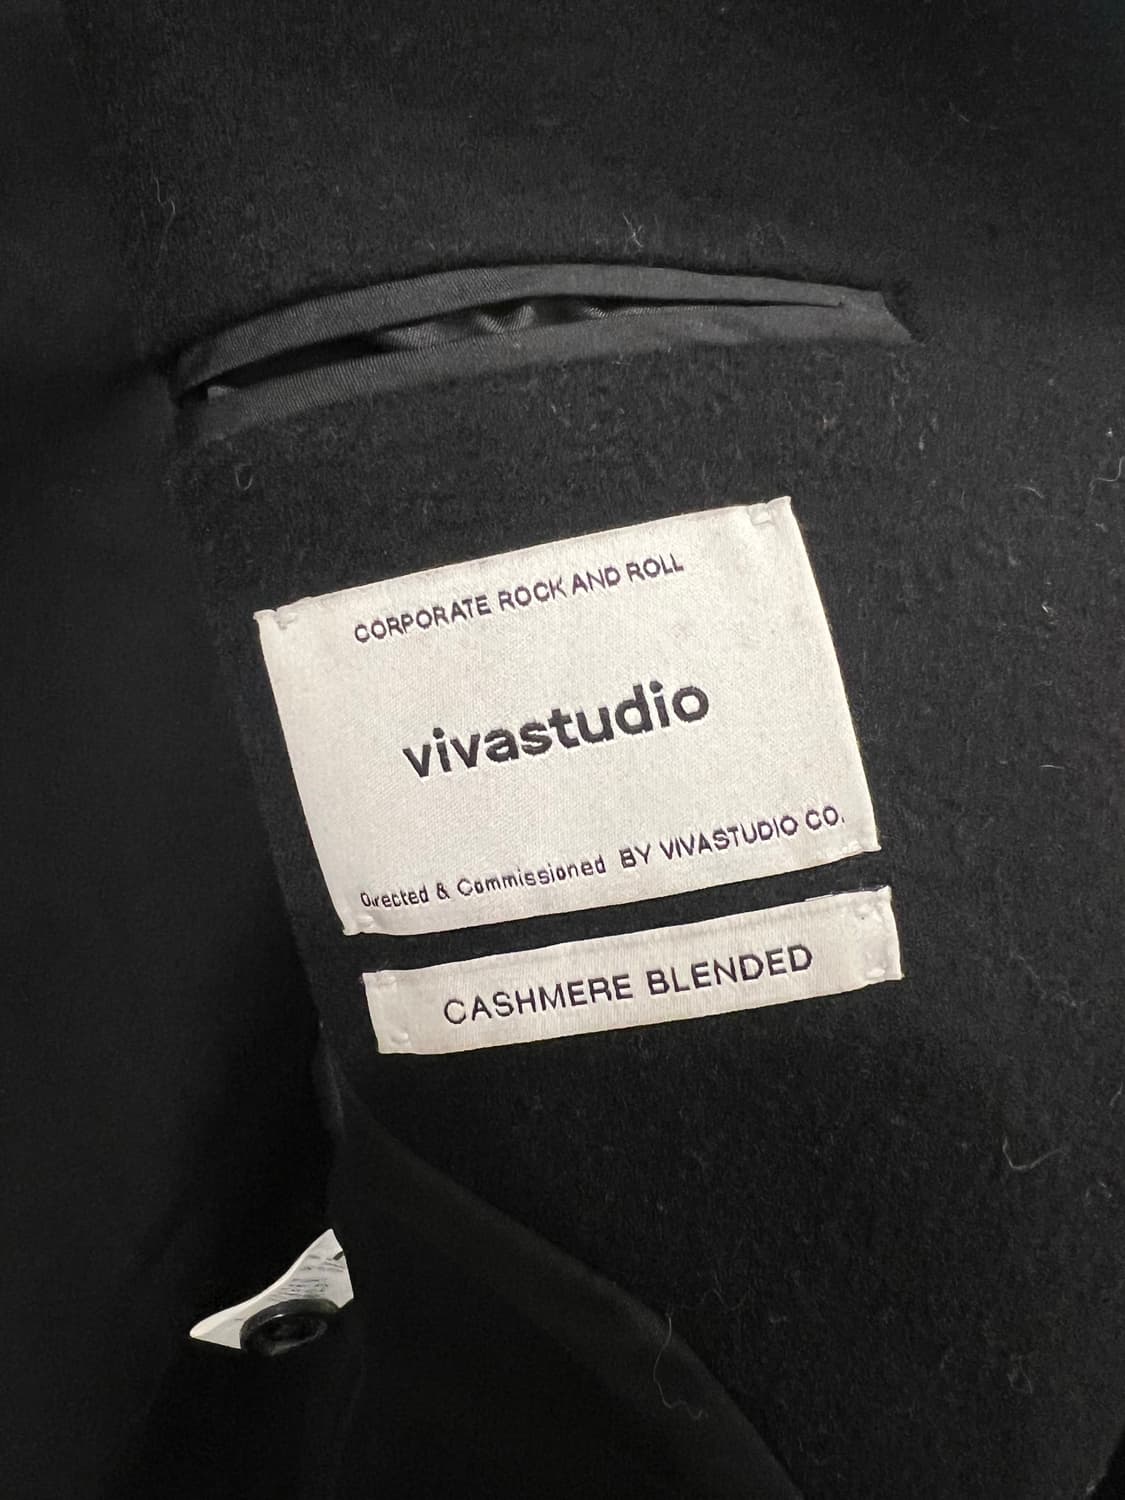 CORPORATE ROCK AND ROLL
vivastudio
Directed & Commissioned BY VIVASTUDIO CO.
CASHMERE BLENDED